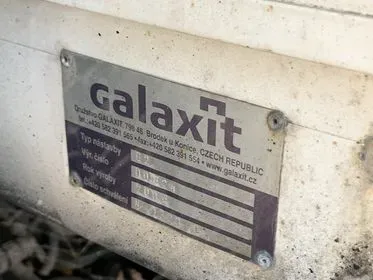 Galaxit
Družstvo GALAXIT, 798 46 Brodek u Konice, CZECH REPUBLIC
tel.: +420 582 391 565 • fax: +420 582 391 554 • www.galaxit.cz
Typ nástavby
Výr. číslo
Rok výroby
Číslo schválení